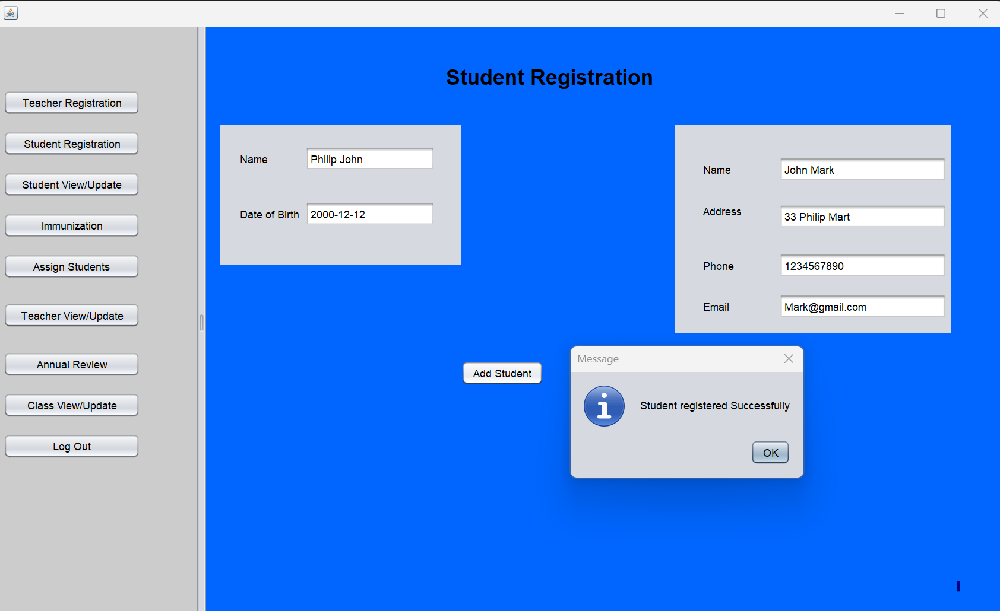 Teacher Registration
Student Registration
Student View/Update
Immunization
Assign Students
Teacher View/Update
Annual Review
Class View/Update
Log Out
Student Registration
Name
Philip John
Date of Birth
2000-12-12
Name
John Mark
Address
33 Philip Mart
Phone
1234567890
Email
Mark@gmail.com
Add Student
Message
Student registered Successfully
OK